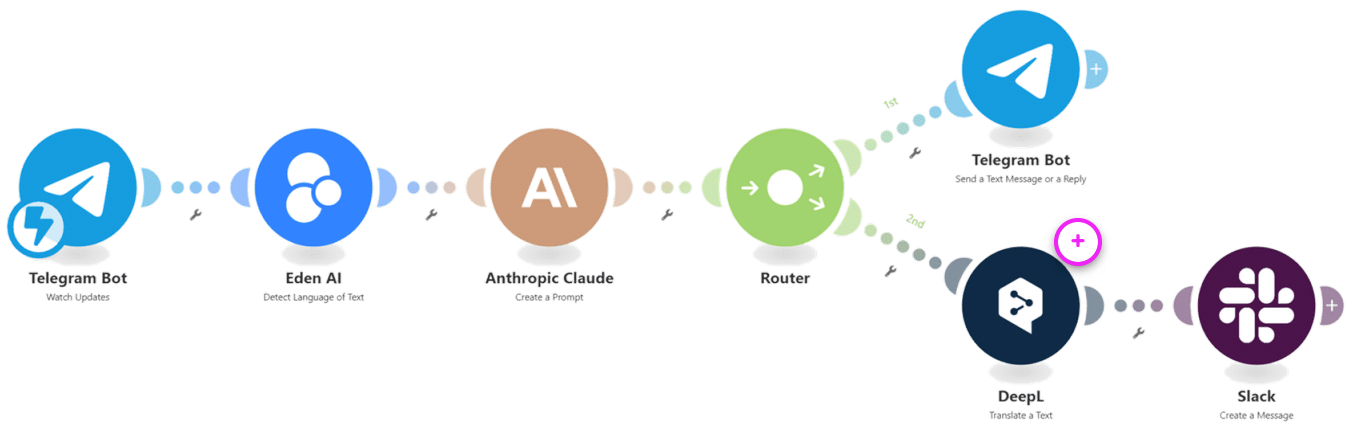 Telegram Bot
Watch Updates
Eden AI
Detect Language of Text
AI
Anthropic Claude
Create a Prompt
Router
1st
Telegram Bot
Send a Text Message or a Reply
2nd
DeepL
Translate a Text
Slack
Create a Message